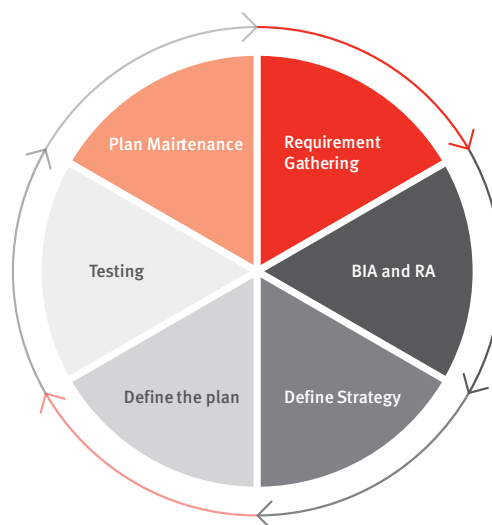 Plan Maintenance
Requirement
Gathering
Testing
BIA and RA
Define the plan
Define Strategy